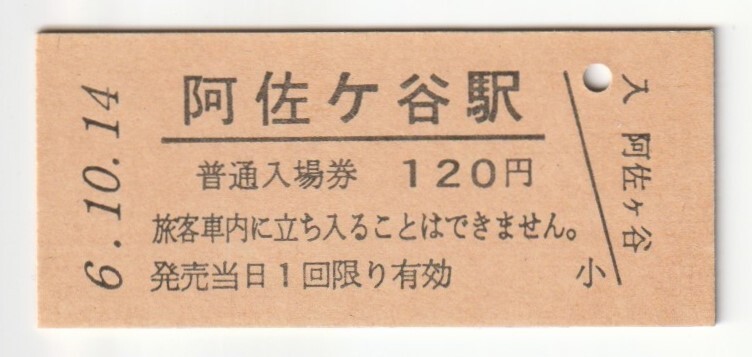 6.10.14
阿佐ケ谷駅
普通入場券 120円
旅客車内に立ち入ることはできません。
発売当日1回限り有効
小
入 阿佐ヶ谷